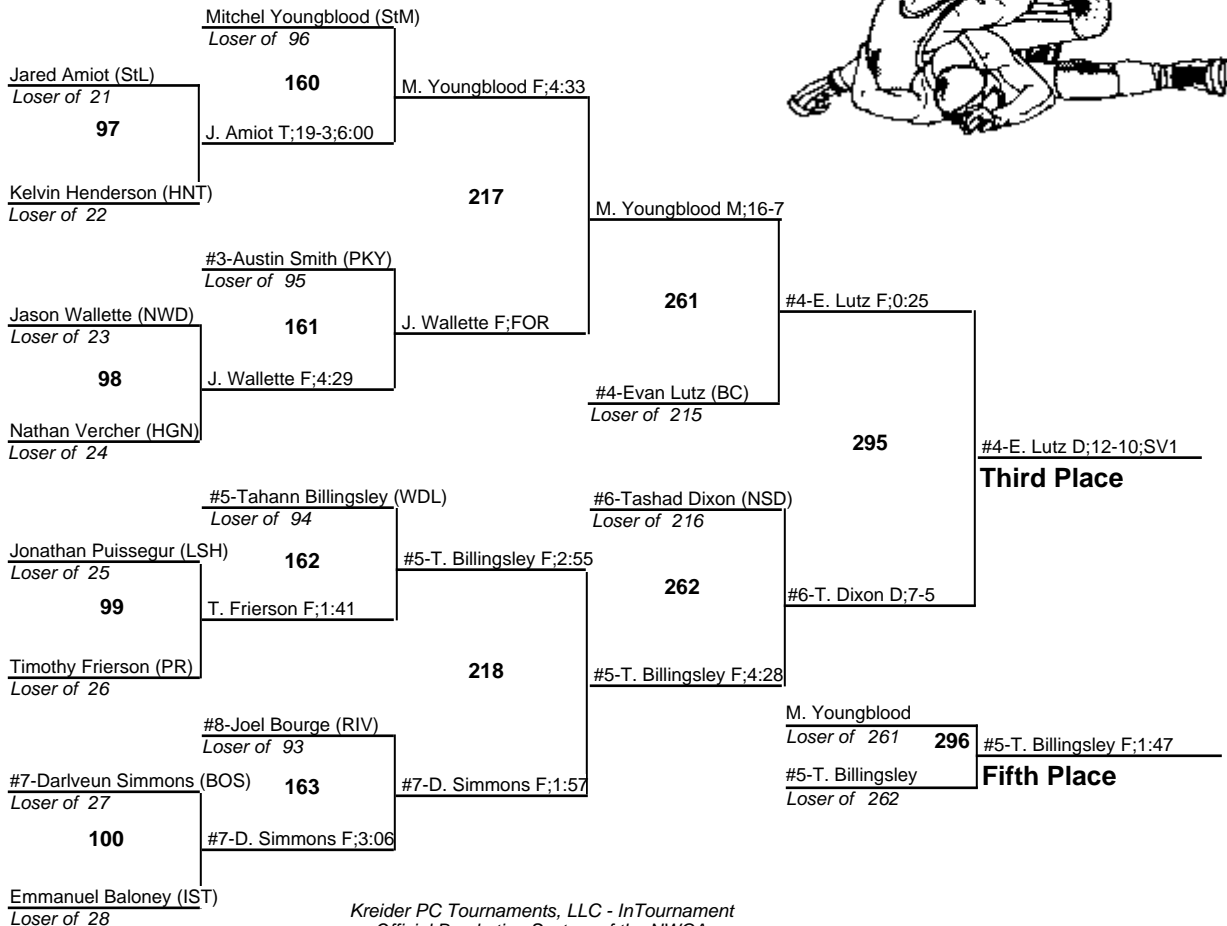 Mitchel Youngblood (StM)
Loser of 96
Jared Amiot (StL)
Loser of 21
160
M. Youngblood F;4:33
97
J. Amiot T;19-3;6:00
Kelvin Henderson (HNT)
Loser of 22
217
M. Youngblood M;16-7
#3-Austin Smith (PKY)
Loser of 95
Jason Wallette (NWD)
Loser of 23
161
J. Wallette F;FOR
261
#4-E. Lutz F;0:25
98
J. Wallette F;4:29
#4-Evan Lutz (BC)
Loser of 215
Nathan Vercher (HGN)
Loser of 24
295
#4-E. Lutz D;12-10;SV1
Third Place
#5-Tahann Billingsley (WDL)
Loser of 94
#6-Tashad Dixon (NSD)
Loser of 216
Jonathan Puissegur (LSH)
Loser of 25
162
#5-T. Billingsley F;2:55
262
#6-T. Dixon D;7-5
99
T. Frierson F;1:41
Timothy Frierson (PR)
Loser of 26
218
#5-T. Billingsley F;4:28
#8-Joel Bourge (RIV)
Loser of 93
#7-Darlveun Simmons (BOS)
Loser of 27
163
#7-D. Simmons F;1:57
100
#7-D. Simmons F;3:06
Emmanuel Baloney (IST)
Loser of 28
M. Youngblood
Loser of 261
296
#5-T. Billingsley F;1:47
#5-T. Billingsley
Loser of 262
Fifth Place
Kreider PC Tournaments, LLC - InTournament